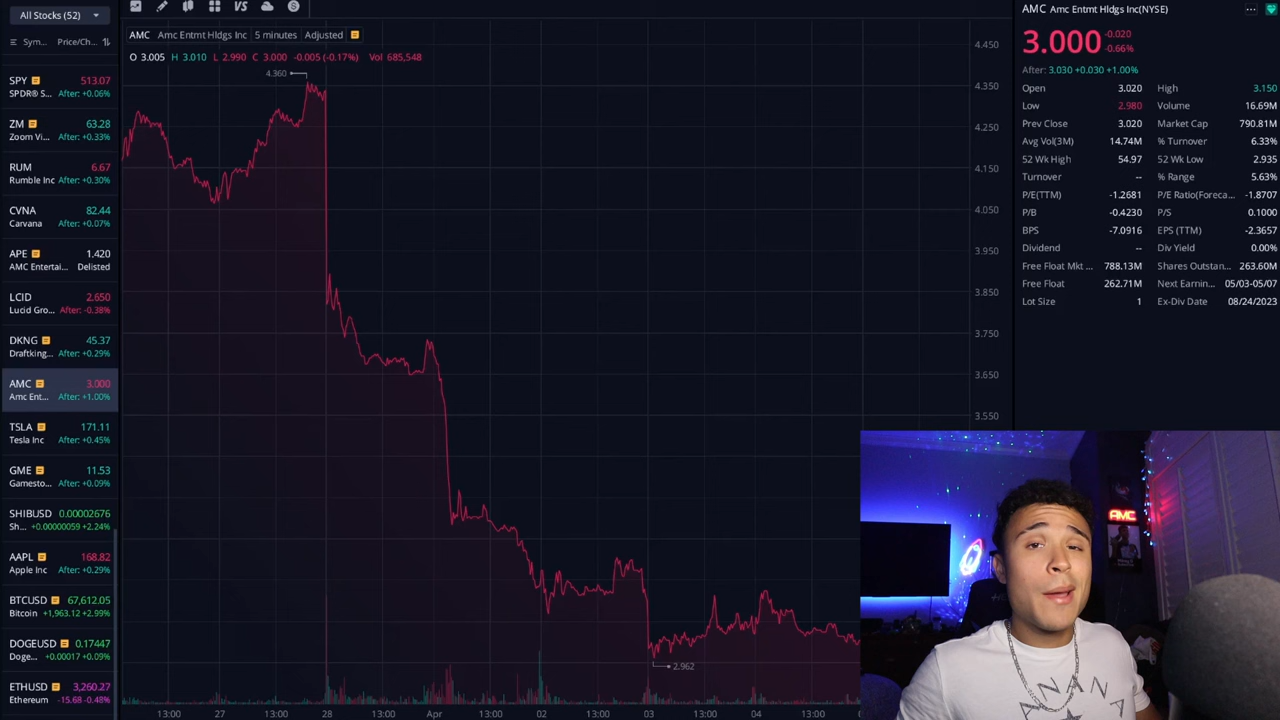 All Stocks (52)
Sym... Price/Ch...
SPY 513.07
SPDR® S... After: +0.06%
ZM 63.28
Zoom Vi... After: +0.33%
RUM 6.67
Rumble Inc After: +0.30%
CVNA 82.44
Carvana After: +0.07%
APE 1.420
AMC Entertai... Delisted
LCID 2.650
Lucid Gro... After: -0.38%
DKNG 45.37
Draftking... After: +0.29%
AMC 3.000
Amc Ent... After: +1.00%
TSLA 171.11
Tesla Inc After: +0.45%
GME 11.53
Gamesto... After: +0.09%
SHIBUSD 0.00002676
Sh... +0.00000059 +2.24%
AAPL 168.82
Apple Inc After: +0.29%
BTCUSD 67,612.05
Bitcoin +1,963.12 +2.99%
DOGEUSD 0.17447
Doge... +0.00017 +0.09%
ETHUSD 3,260.27
Ethereum -15.68 -0.48%
VS
S
AMC Amc Entmt Hldgs Inc 5 minutes Adjusted
O 3.005 H 3.010 L 2.990 C 3.000 -0.005 (-0.17%) Vol 685,548
4.360
2.962
4.450
4.350
4.250
4.150
4.050
3.950
3.850
3.750
3.650
3.550
13:00 27 13:00 28 13:00 Apr 13:00 02 13:00 03 13:00 04 13:00
AMC Amc Entmt Hldgs Inc(NYSE)
3.000 -0.020
-0.66%
After: 3.030 +0.030 +1.00%
Open 3.020 High 3.150
Low 2.980 Volume 16.69M
Prev Close 3.020 Market Cap 790.81M
Avg Vol(3M) 14.74M % Turnover 6.33%
52 Wk High 54.97 52 Wk Low 2.935
Turnover -- % Range 5.63%
P/E(TTM) -1.2681 P/E Ratio(Foreca... -1.8707
P/B -0.4230 P/S 0.1000
BPS -7.0916 EPS (TTM) -2.3657
Dividend -- Div Yield 0.00%
Free Float Mkt ... 788.13M Shares Outstan... 263.60M
Free Float 262.71M Next Earnin... 05/03-05/07
Lot Size 1 Ex-Div Date 08/24/2023
AMC